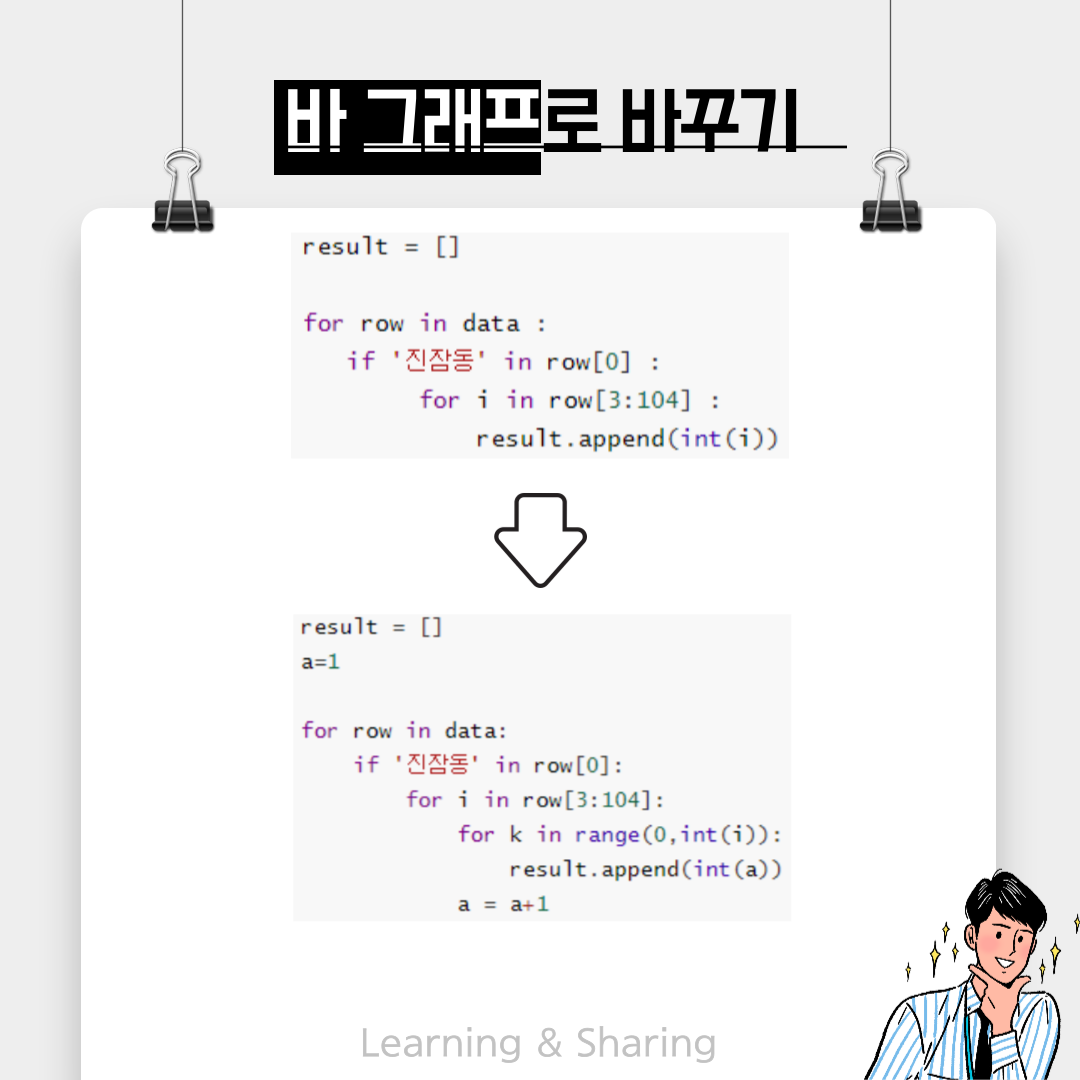 바 그래프로 바꾸기
result = []
for row in data :
if '진잠동' in row[0] :
for i in row[3:104] :
result.append(int(i))
result = []
a=1
for row in data:
if '진잠동' in row[0]:
for i in row[3:104]:
for k in range(0,int(i)):
result.append(int(a))
a = a+1
Learning & Sharing